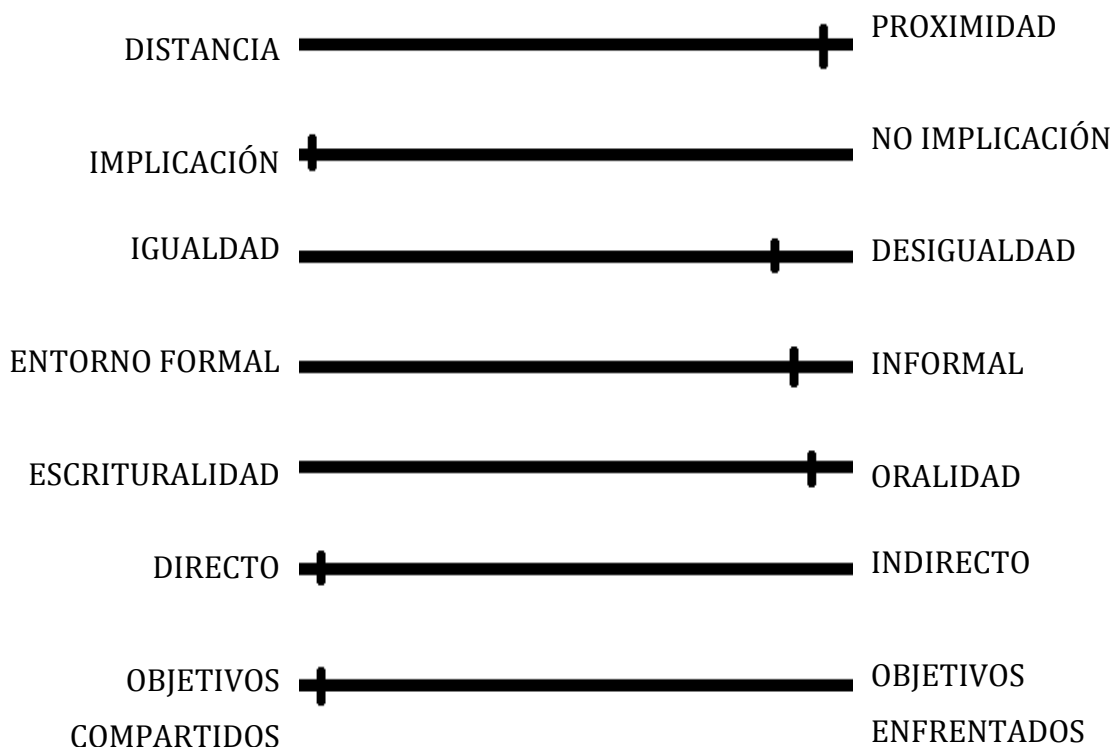 DISTANCIA PROXIMIDAD
IMPLICACIÓN NO IMPLICACIÓN
IGUALDAD DESIGUALDAD
ENTORNO FORMAL INFORMAL
ESCRITURALIDAD ORALIDAD
DIRECTO INDIRECTO
OBJETIVOS OBJETIVOS
COMPARTIDOS ENFRENTADOS